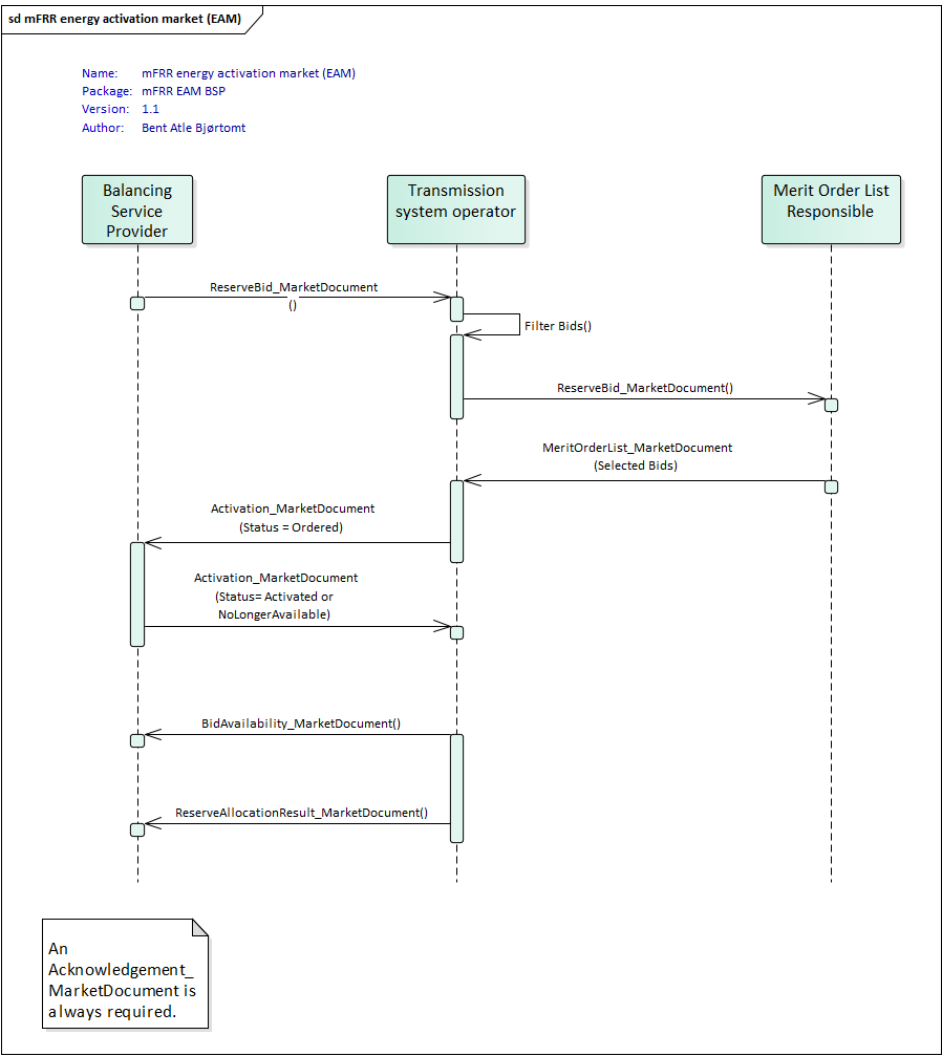 sd mFRR energy activation market (EAM)
Name: mFRR energy activation market (EAM)
Package: mFRR EAM BSP
Version: 1.1
Author: Bent Atle Bjørtomt
Balancing
Service
Provider
Transmission
system operator
Merit Order List
Responsible
ReserveBid_MarketDocument
()
Filter Bids()
ReserveBid_MarketDocument()
MeritOrderList_MarketDocument
(Selected Bids)
Activation_MarketDocument
(Status = Ordered)
Activation_MarketDocument
(Status= Activated or
NoLongerAvailable)
BidAvailability_MarketDocument()
ReserveAllocationResult_MarketDocument()
An
Acknowledgement_
MarketDocument is
always required.